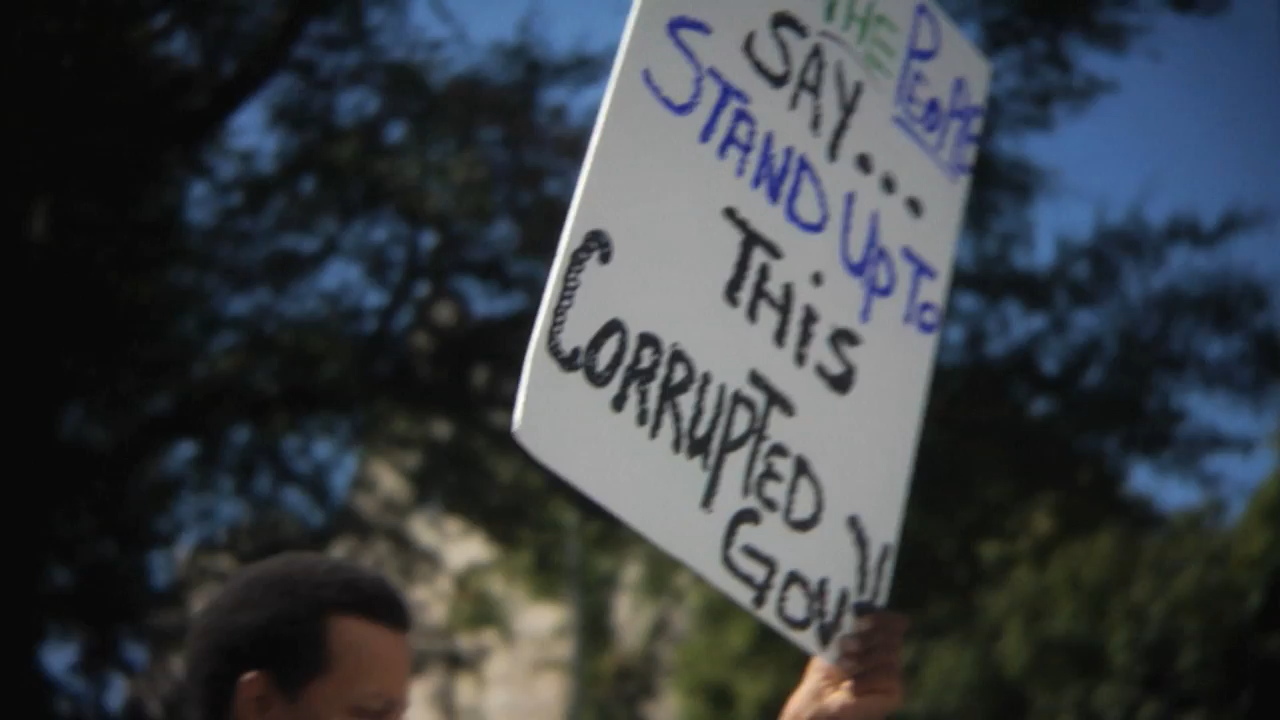 THE PEOPLE
SAY...
STAND UP TO
THiS
CORRUPTED
GOV!!